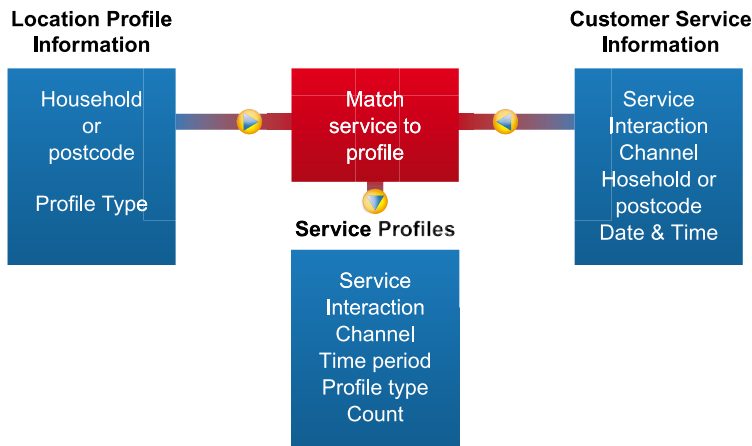 Location Profile
Information
Household
or
postcode
Profile Type
Match
service to
profile
Customer Service
Information
Service
Interaction
Channel
Hosehold or
postcode
Date & Time
Service Profiles
Service
Interaction
Channel
Time period
Profile type
Count